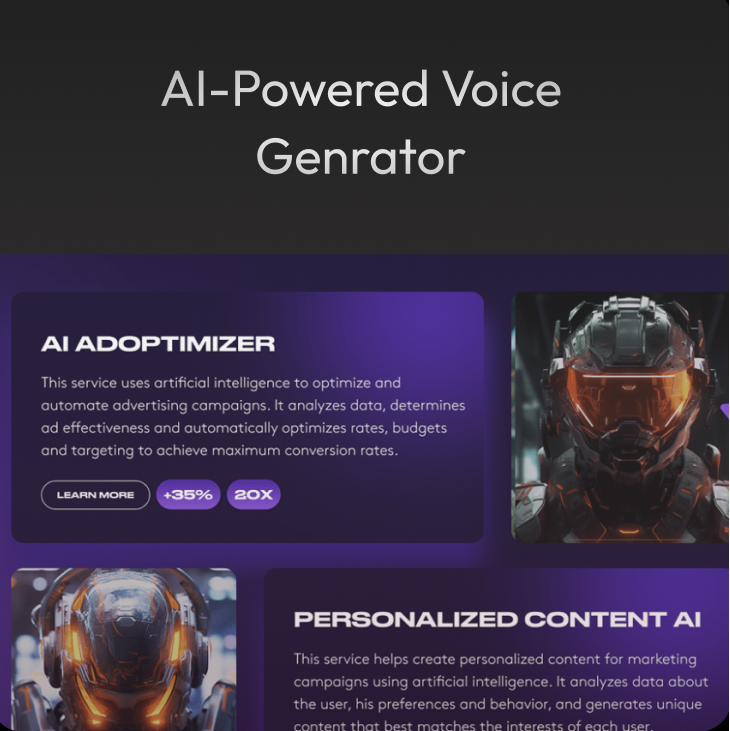 AI-Powered Voice
Genrator
AI ADOPTIMIZER
This service uses artificial intelligence to optimize and
automate advertising campaigns. It analyzes data, determines
ad effectiveness and automatically optimizes rates, budgets
and targeting to achieve maximum conversion rates.
LEARN MORE +35% 20X
PERSONALIZED CONTENT AI
This service helps create personalized content for marketing
campaigns using artificial intelligence. It analyzes data about
the user, his preferences and behavior, and generates unique
content that best matches the interests of each user.